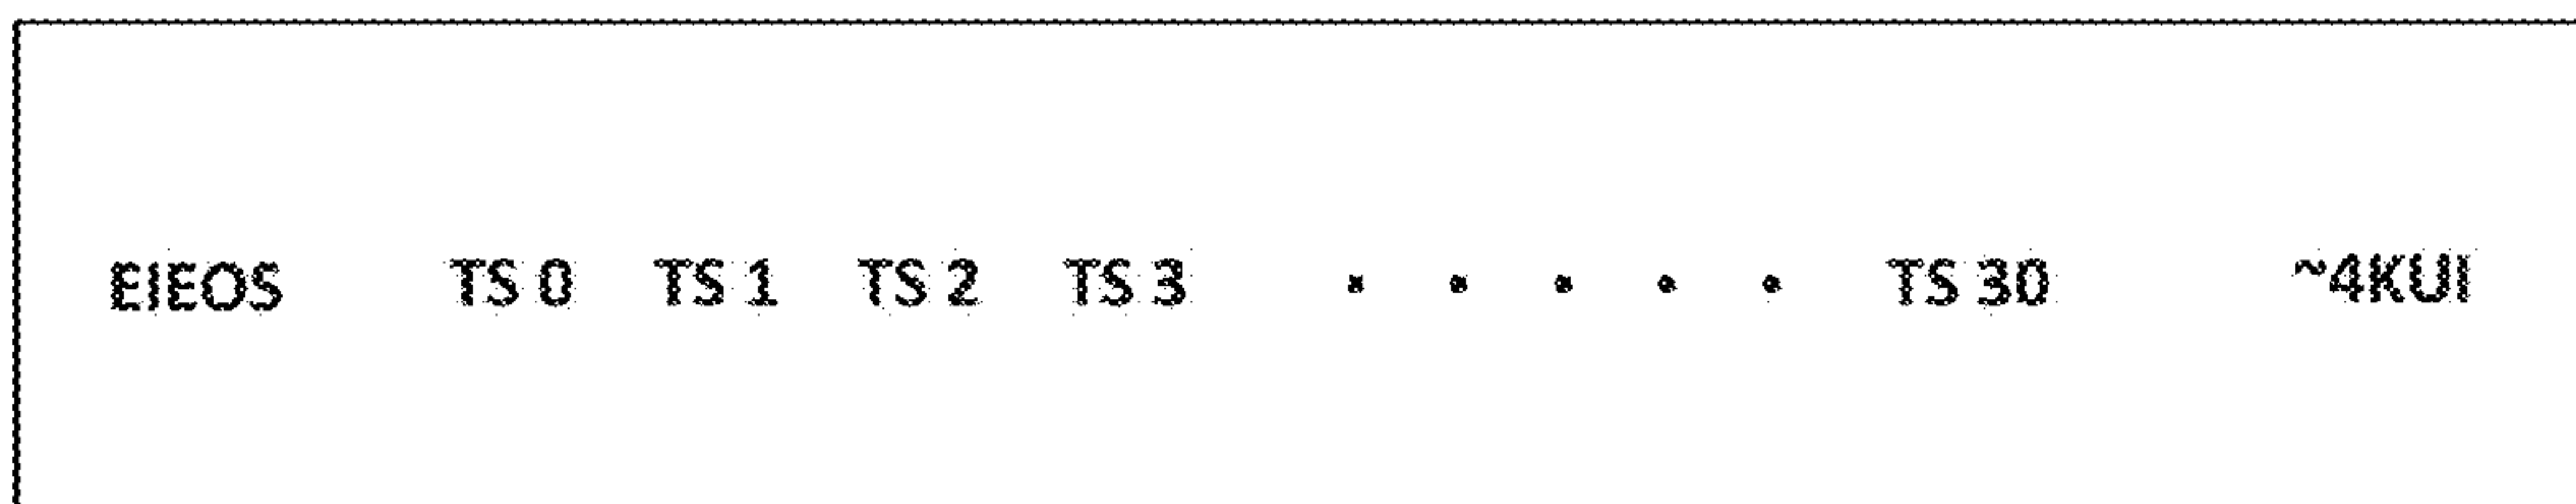 EIEOS TS 0 TS 1 TS 2 TS 3 . . . . . TS 30 ~4KUI